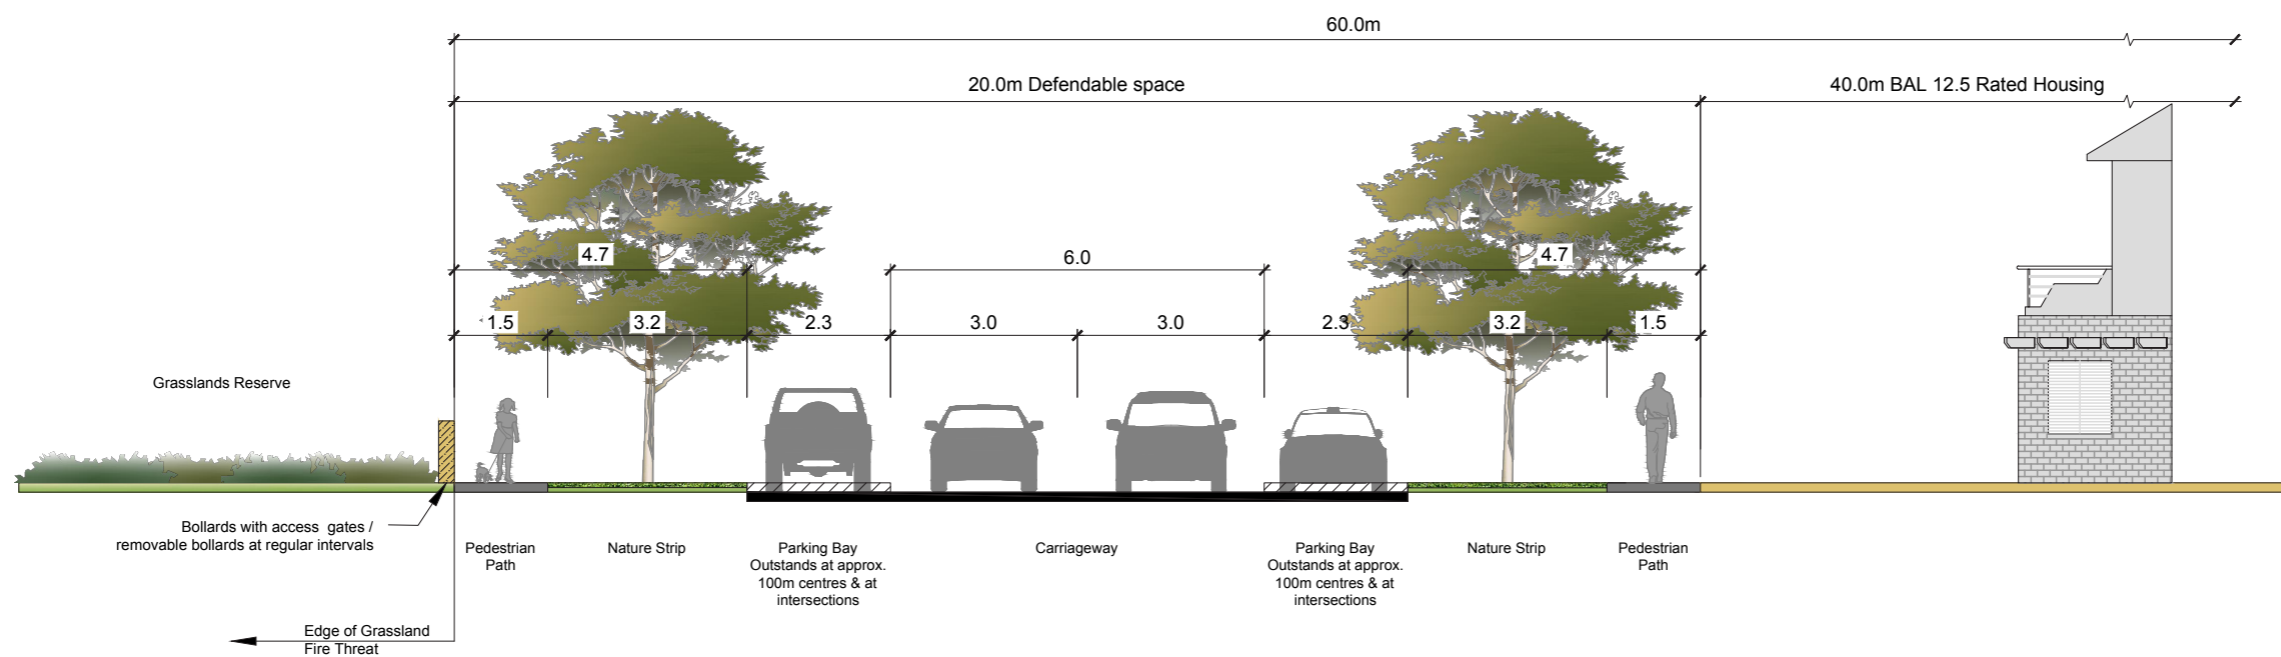 60.0m
20.0m Defendable space
40.0m BAL 12.5 Rated Housing
4.7
6.0
4.7
1.5
3.2
2.3
3.0
3.0
2.3
3.2
1.5
Grasslands Reserve
Bollards with access gates /
removable bollards at regular intervals
Pedestrian
Path
Nature Strip
Parking Bay
Outstands at approx.
100m centres & at
intersections
Carriageway
Parking Bay
Outstands at approx.
100m centres & at
intersections
Nature Strip
Pedestrian
Path
Edge of Grassland
Fire Threat